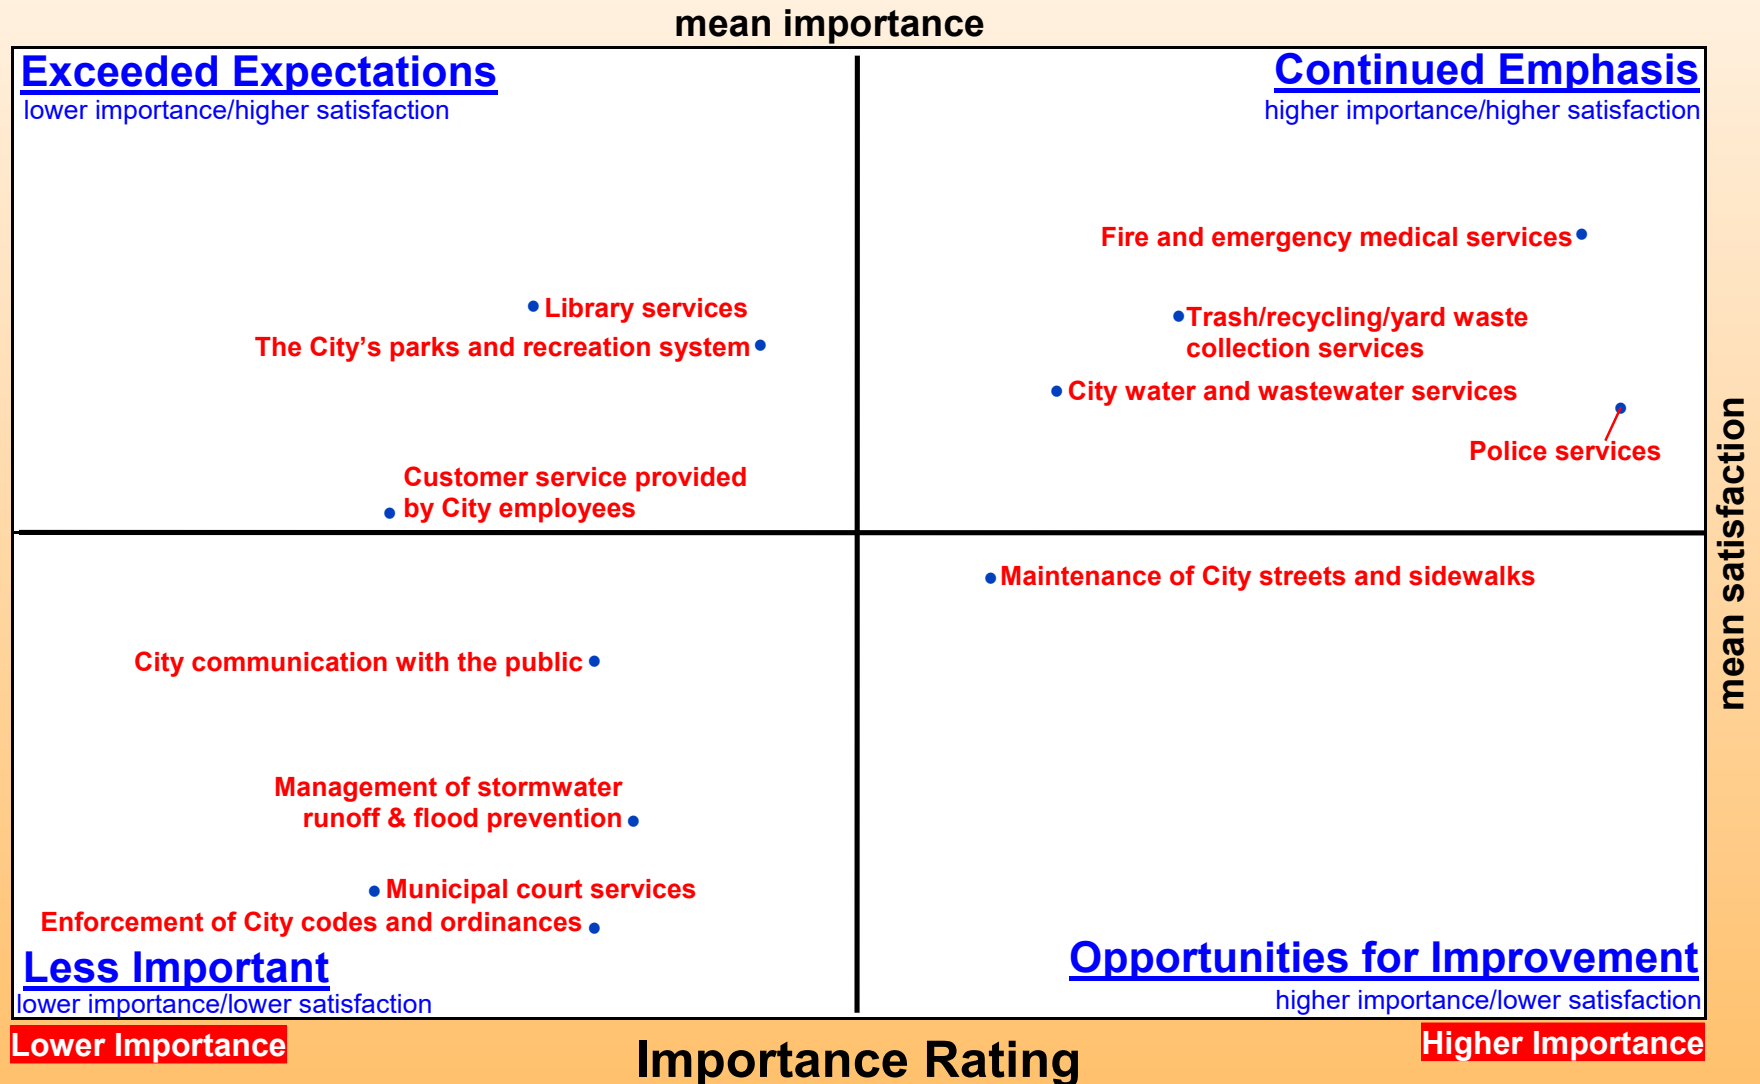 mean importance
Exceeded Expectations
lower importance/higher satisfaction
Continued Emphasis
higher importance/higher satisfaction
Fire and emergency medical services
Library services
Trash/recycling/yard waste
collection services
The City’s parks and recreation system
City water and wastewater services
Police services
Customer service provided
by City employees
mean satisfaction
Maintenance of City streets and sidewalks
City communication with the public
Management of stormwater
runoff & flood prevention
Municipal court services
Enforcement of City codes and ordinances
Less Important
lower importance/lower satisfaction
Opportunities for Improvement
higher importance/lower satisfaction
Lower Importance
Importance Rating
Higher Importance